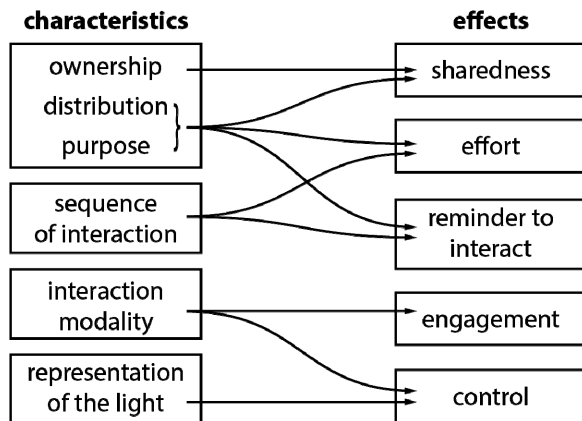 characteristics
ownership
distribution
purpose
sequence
of interaction
interaction
modality
representation
of the light
effects
sharedness
effort
reminder to
interact
engagement
control